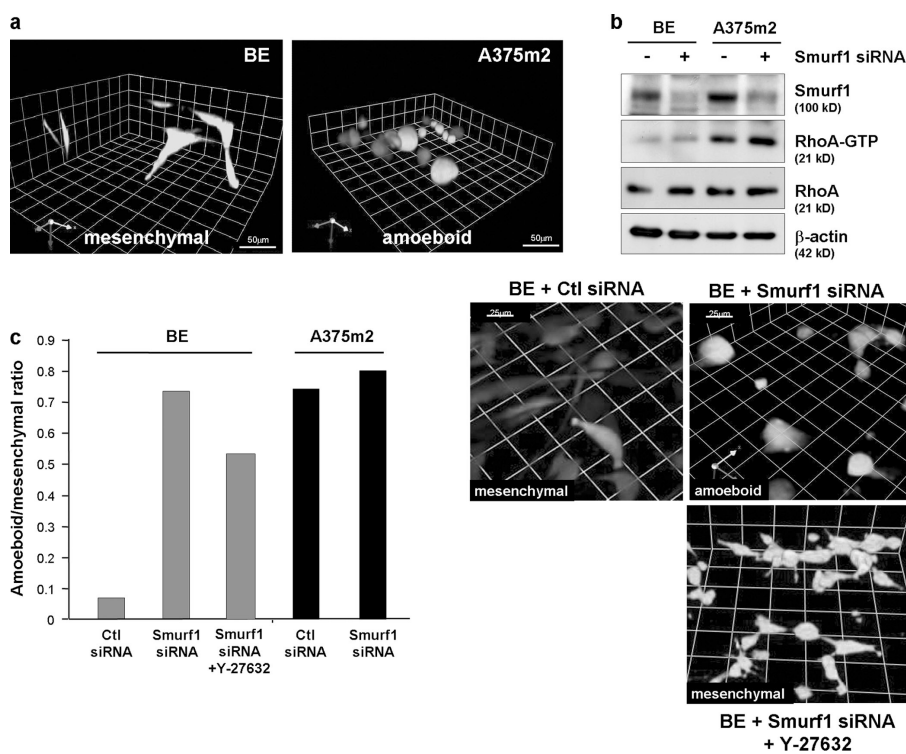 a
BE
mesenchymal
50μm
A375m2
amoeboid
50μm
b
BE A375m2
- + - + Smurf1 siRNA
Smurf1
(100 kD)
RhoA-GTP
(21 kD)
RhoA
(21 kD)
β-actin
(42 kD)
c
BE
A375m2
Amoeboid/mesenchymal ratio
0.9
0.8
0.7
0.6
0.5
0.4
0.3
0.2
0.1
0
Ctl
siRNA
Smurf1
siRNA
Smurf1
siRNA
+Y-27632
Ctl
siRNA
Smurf1
siRNA
BE + Ctl siRNA
25μm
mesenchymal
BE + Smurf1 siRNA
25μm
amoeboid
mesenchymal
BE + Smurf1 siRNA
+ Y-27632